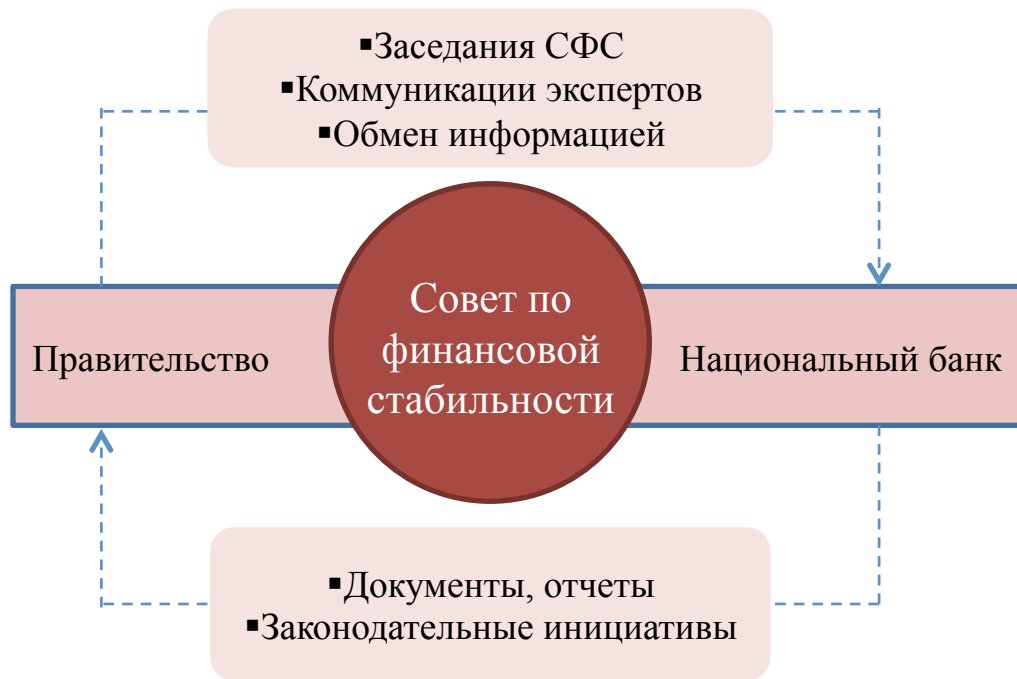 ▪Заседания СФС
▪Коммуникации экспертов
▪Обмен информацией
Совет по
финансовой
стабильности
Правительство
Национальный банк
▪Документы, отчеты
▪Законодательные инициативы